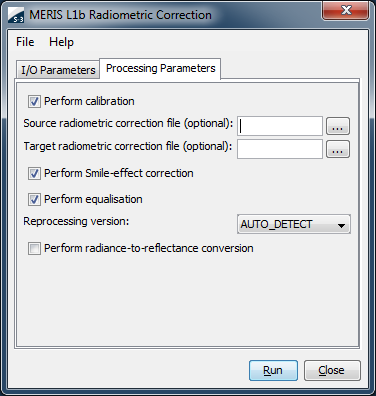 S-3 MERIS L1b Radiometric Correction
File Help
I/O Parameters Processing Parameters
Perform calibration
Source radiometric correction file (optional): ...
Target radiometric correction file (optional): ...
Perform Smile-effect correction
Perform equalisation
Reprocessing version: AUTO_DETECT
Perform radiance-to-reflectance conversion
Run Close